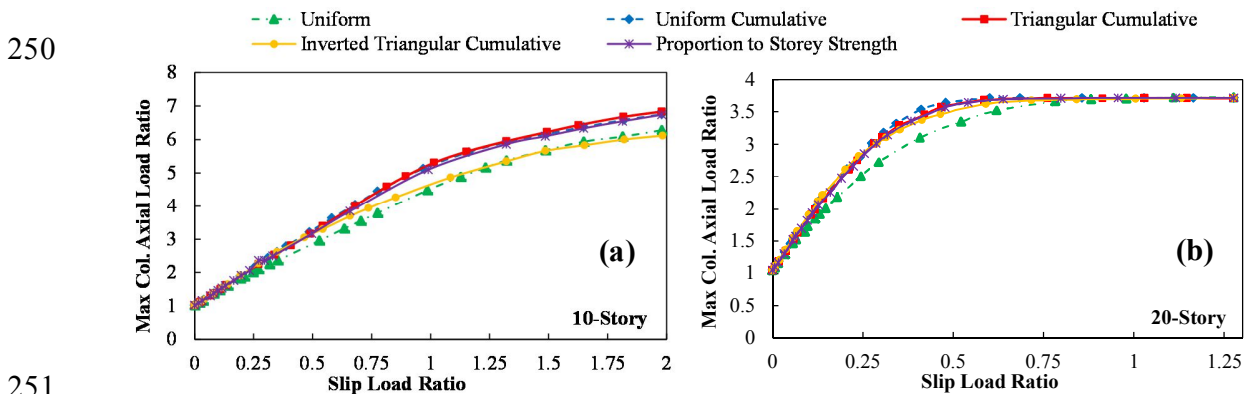 Uniform
Uniform Cumulative
Triangular Cumulative
250
Inverted Triangular Cumulative
Proportion to Storey Strength
Max Col. Axial Load Ratio
8
7
6
5
4
3
2
1
0
(a)
10-Story
0 0.25 0.5 0.75 1 1.25 1.5 1.75 2
Slip Load Ratio
Max Col. Axial Load Ratio
4
3.5
3
2.5
2
1.5
1
0.5
0
(b)
20-Story
0 0.25 0.5 0.75 1 1.25
Slip Load Ratio
251